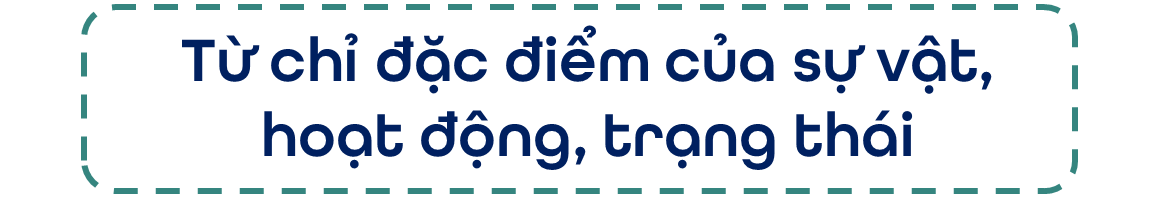 Từ chỉ đặc điểm của sự vật,
hoạt động, trạng thái